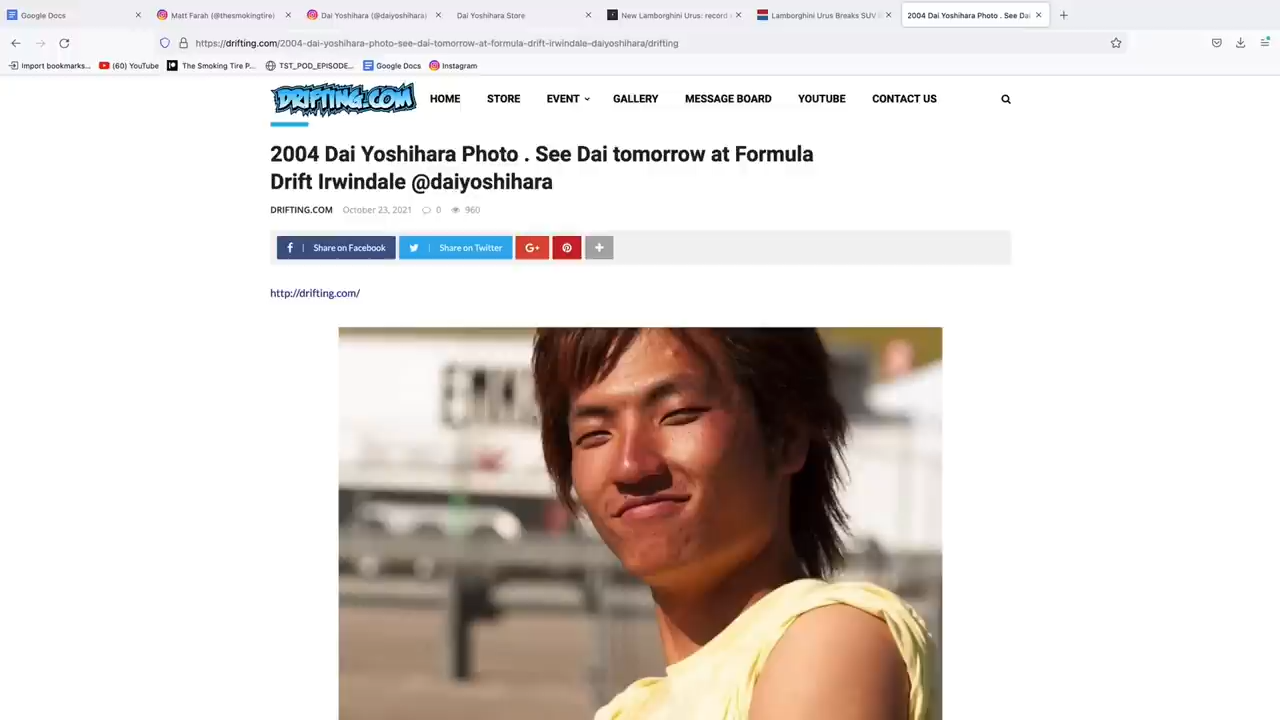 Google Docs
Matt Farah (@thesmokingtire)
Dai Yoshihara (@daiyoshihara)
Dai Yoshihara Store
New Lamborghini Urus: record
Lamborghini Urus Breaks SUV
2004 Dai Yoshihara Photo . See Dai
https://drifting.com/2004-dai-yoshihara-photo-see-dai-tomorrow-at-formula-drift-irwindale-daiyoshihara/drifting
Import bookmarks...
(60) YouTube
The Smoking Tire P...
TST_POD_EPISODE...
Google Docs
Instagram
DRIFTING.COM
HOME
STORE
EVENT
GALLERY
MESSAGE BOARD
YOUTUBE
CONTACT US
2004 Dai Yoshihara Photo . See Dai tomorrow at Formula
Drift Irwindale @daiyoshihara
DRIFTING.COM October 23, 2021 0 960
f Share on Facebook
Share on Twitter
G+
+
http://drifting.com/